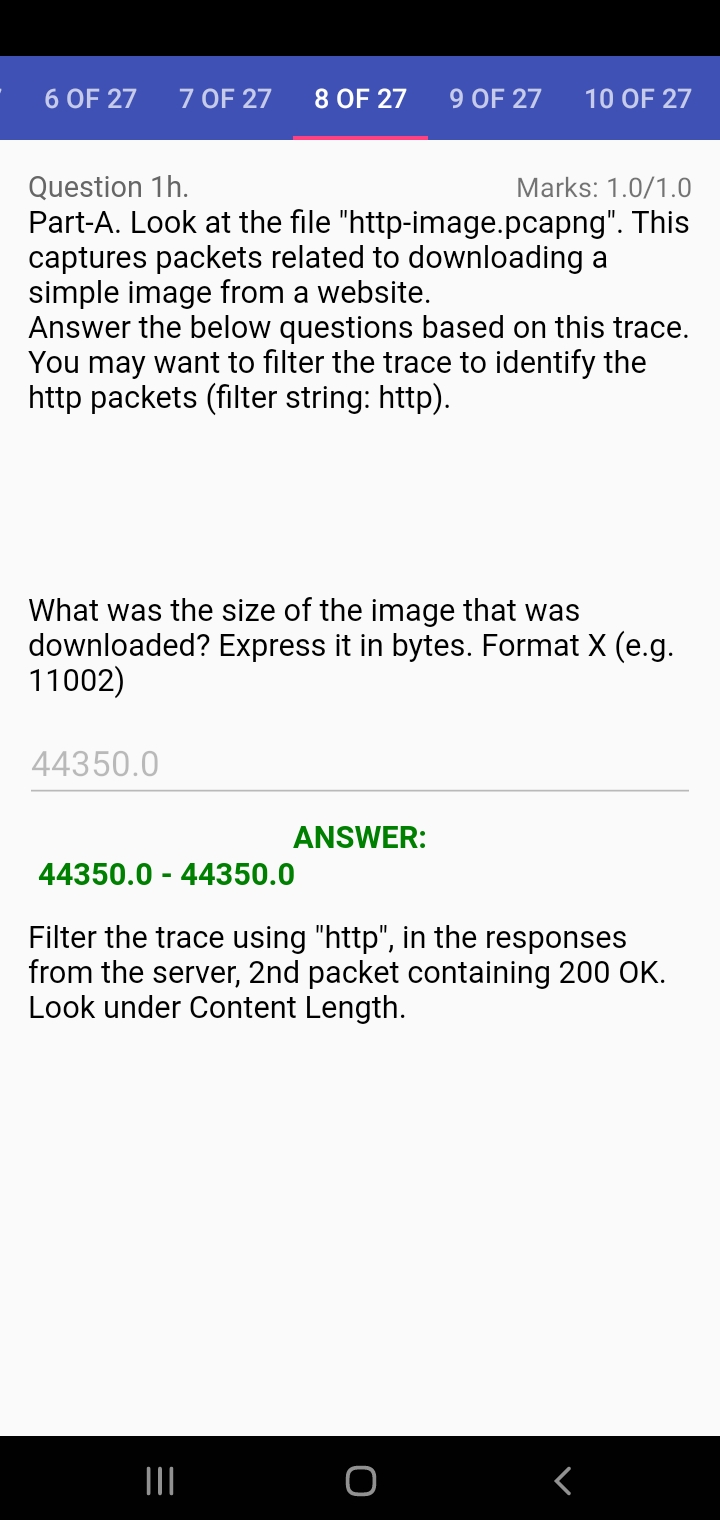 6 OF 27 7 OF 27 8 OF 27 9 OF 27 10 OF 27
Question 1h. Marks: 1.0/1.0
Part-A. Look at the file "http-image.pcapng". This
captures packets related to downloading a
simple image from a website.
Answer the below questions based on this trace.
You may want to filter the trace to identify the
http packets (filter string: http).
What was the size of the image that was
downloaded? Express it in bytes. Format X (e.g.
11002)
44350.0
ANSWER:
44350.0 - 44350.0
Filter the trace using "http", in the responses
from the server, 2nd packet containing 200 OK.
Look under Content Length.